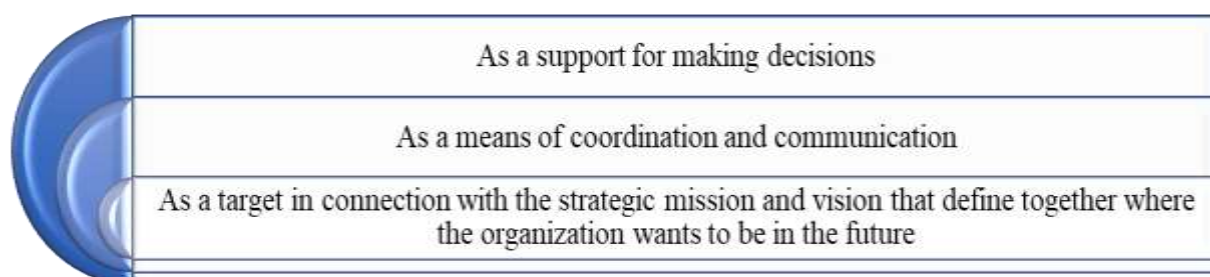 As a support for making decisions
As a means of coordination and communication
As a target in connection with the strategic mission and vision that define together where
the organization wants to be in the future